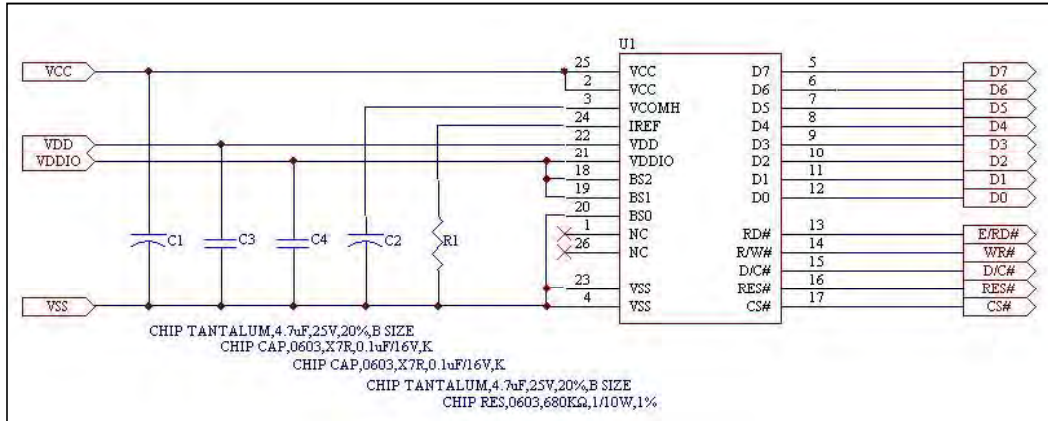 U1
VCC 25 VCC D7 5 D7
2 VCC D6 6 D6
3 VCOMH D5 7 D5
24 IREF D4 8 D4
VDD 22 VDD D3 9 D3
VDDIO 21 VDDIO D2 10 D2
18 BS2 D1 11 D1
19 BS1 D0 12 D0
20 BS0
1 NC RD# 13 E/RD#
26 NC R/W# 14 WR#
C1 C3 C4 C2 R1
D/C# 15 D/C#
23 VSS RES# 16 RES#
VSS 4 VSS CS# 17 CS#
CHIP TANTALUM,4.7uF,25V,20%,B SIZE
CHIP CAP,0603,X7R,0.1uF/16V,K
CHIP CAP,0603,X7R,0.1uF/16V,K
CHIP TANTALUM,4.7uF,25V,20%,B SIZE
CHIP RES,0603,680KΩ,1/10W,1%